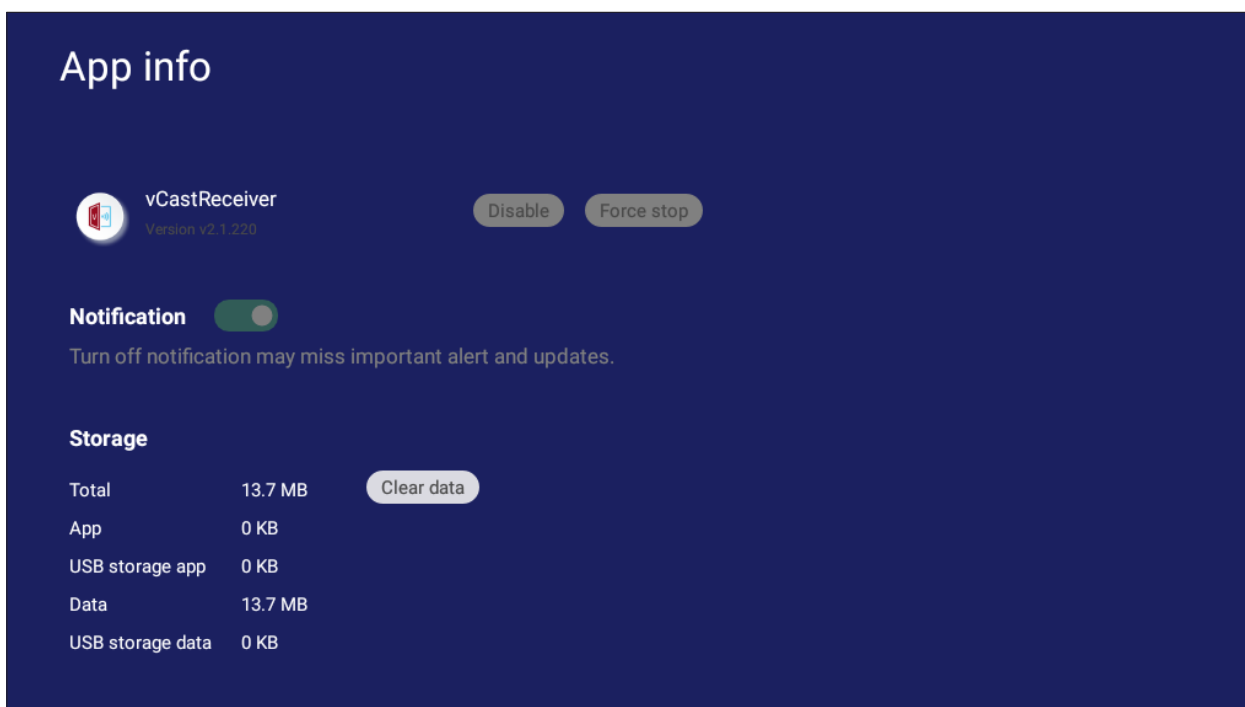 App info
vCastReceiver
Disable
Force stop
Version v2.1.220
Notification
Turn off notification may miss important alert and updates.
Storage
Total 13.7 MB
Clear data
App 0 KB
USB storage app 0 KB
Data 13.7 MB
USB storage data 0 KB